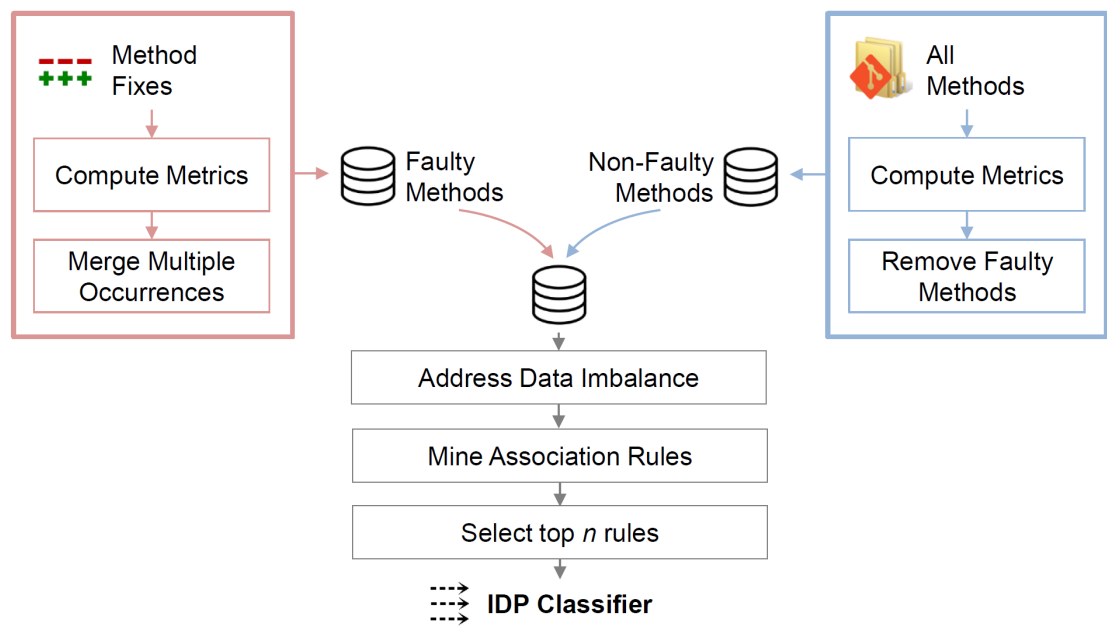 Method
Fixes
Compute Metrics
Merge Multiple
Occurrences
Faulty
Methods
Non-Faulty
Methods
All
Methods
Compute Metrics
Remove Faulty
Methods
Address Data Imbalance
Mine Association Rules
Select top n rules
IDP Classifier